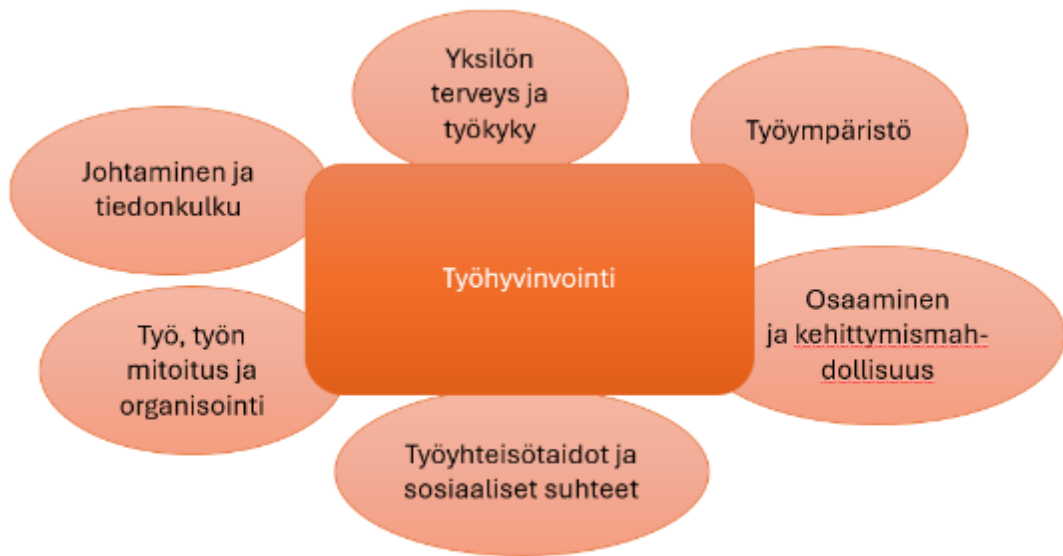 Yksilön
terveys ja
työkyky
Työympäristö
Johtaminen ja
tiedonkulku
Työhyvinvointi
Osaaminen
ja kehittymismah-
dollisuus
Työ, työn
mitoitus ja
organisointi
Työyhteisötaidot ja
sosiaaliset suhteet